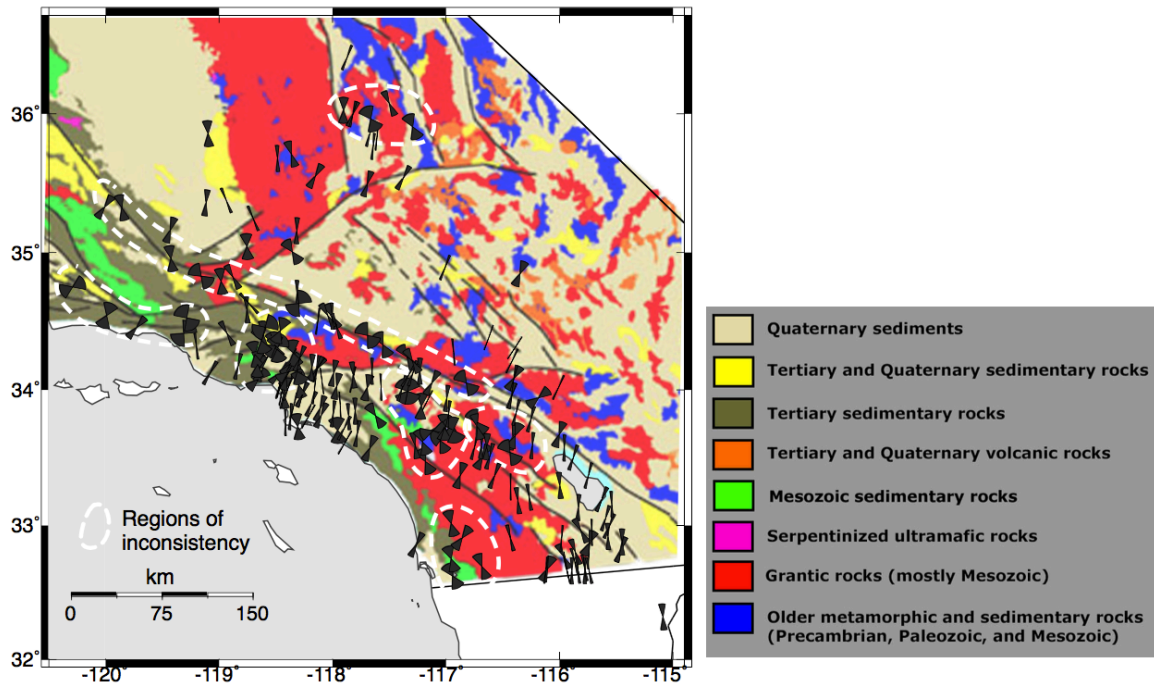 36°
35°
34°
33°
32°
-120°
-119°
-118°
-117°
-116°
-115°
Regions of
inconsistency
km
0
75
150
Quaternary sediments
Tertiary and Quaternary sedimentary rocks
Tertiary sedimentary rocks
Tertiary and Quaternary volcanic rocks
Mesozoic sedimentary rocks
Serpentinized ultramafic rocks
Grantic rocks (mostly Mesozoic)
Older metamorphic and sedimentary rocks
(Precambrian, Paleozoic, and Mesozoic)